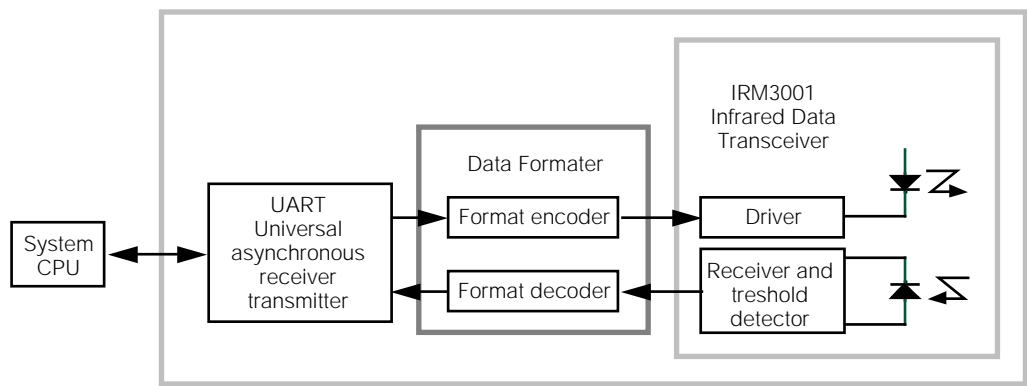 IRM3001
Infrared Data
Transceiver
Data Formater
UART
Universal
asynchronous
receiver
transmitter
Format encoder
Driver
System
CPU
Format decoder
Receiver and
treshold
detector